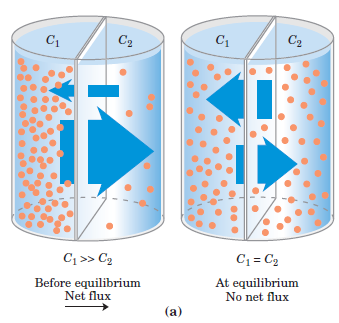 C₁ C₂
C₁ C₂
C₁ >> C₂
Before equilibrium
Net flux
C₁ = C₂
At equilibrium
No net flux
(a)